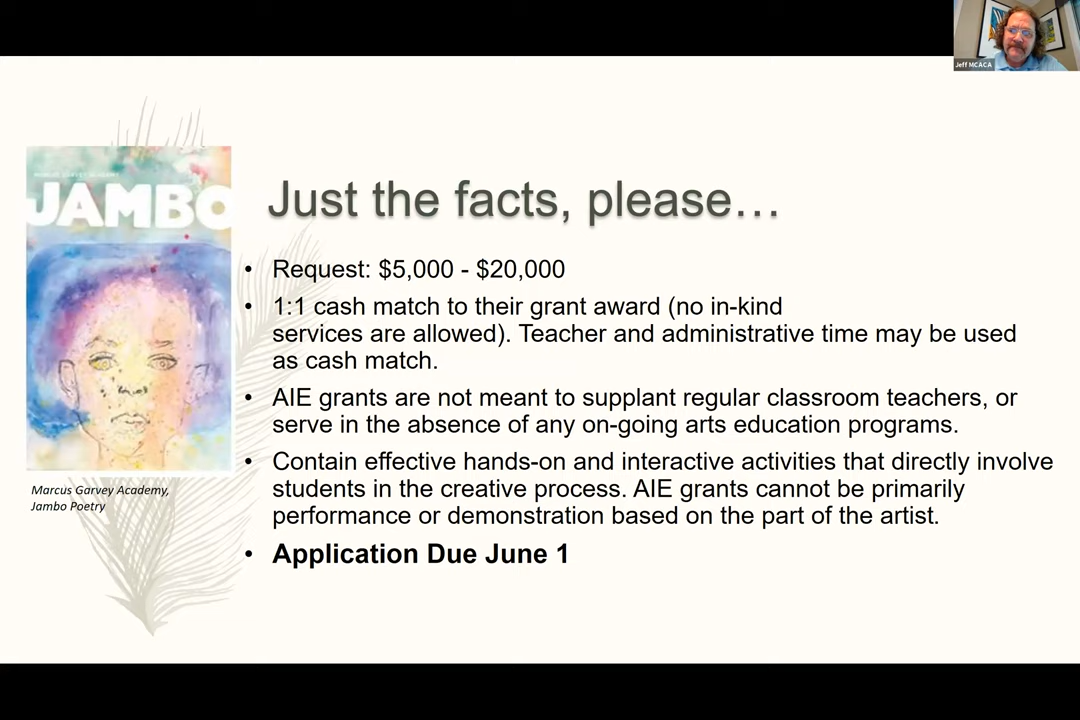 Jeff MCACA
JAMBO
Just the facts, please…
• Request: $5,000 - $20,000
• 1:1 cash match to their grant award (no in-kind
services are allowed). Teacher and administrative time may be used
as cash match.
• AIE grants are not meant to supplant regular classroom teachers, or
serve in the absence of any on-going arts education programs.
• Contain effective hands-on and interactive activities that directly involve
students in the creative process. AIE grants cannot be primarily
performance or demonstration based on the part of the artist.
• Application Due June 1
Marcus Garvey Academy,
Jambo Poetry